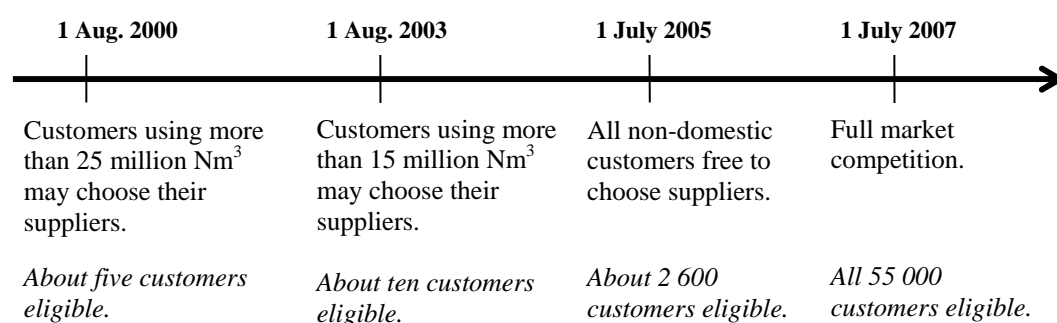 1 Aug. 2000
1 Aug. 2003
1 July 2005
1 July 2007
Customers using more
than 25 million Nm³
may choose their
suppliers.
Customers using more
than 15 million Nm³
may choose their
suppliers.
All non-domestic
customers free to
choose suppliers.
Full market
competition.
About five customers
eligible.
About ten customers
eligible.
About 2 600
customers eligible.
All 55 000
customers eligible.